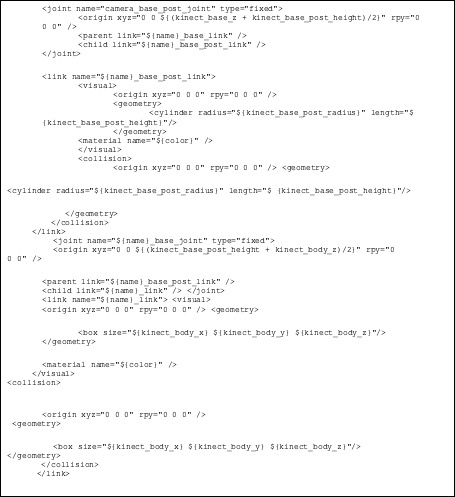 <joint name="camera_base_post_joint" type="fixed">
<origin xyz="0 0 ${(kinect_base_z + kinect_base_post_height)/2}" rpy="0
0 0" />
<parent link="${name}_base_link" />
<child link="${name}_base_post_link" />
</joint>
<link name="${name}_base_post_link">
<visual>
<origin xyz="0 0 0" rpy="0 0 0" />
<geometry>
<cylinder radius="${kinect_base_post_radius}" length="$
{kinect_base_post_height}"/>
</geometry>
<material name="${color}" />
</visual>
<collision>
<origin xyz="0 0 0" rpy="0 0 0" /> <geometry>
<cylinder radius="${kinect_base_post_radius}" length="$ {kinect_base_post_height}"/>
</geometry>
</collision>
</link>
<joint name="${name}_base_joint" type="fixed">
<origin xyz="0 0 ${(kinect_base_post_height + kinect_body_z)/2}" rpy="0
0 0" />
<parent link="${name}_base_post_link" />
<child link="${name}_link" /> </joint>
<link name="${name}_link"> <visual>
<origin xyz="0 0 0" rpy="0 0 0" /> <geometry>
<box size="${kinect_body_x} ${kinect_body_y} ${kinect_body_z}"/>
</geometry>
<material name="${color}" />
</visual>
<collision>
<origin xyz="0 0 0" rpy="0 0 0" />
<geometry>
<box size="${kinect_body_x} ${kinect_body_y} ${kinect_body_z}"/>
</geometry>
</collision>
</link>